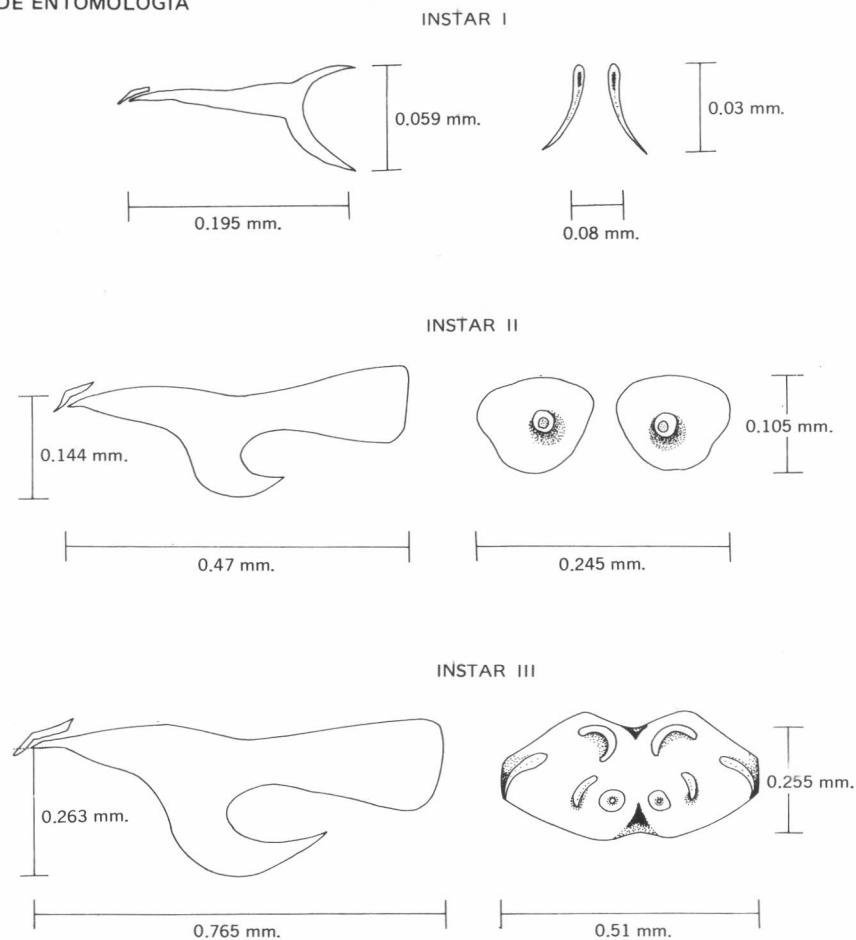 DE ENTOMOLOGIA
INSTAR I
0.059 mm.
0.03 mm.
0.195 mm.
0.08 mm.
INSTAR II
0.144 mm.
0.105 mm.
0.47 mm.
0.245 mm.
INSTAR III
0.263 mm.
0.255 mm.
0.765 mm.
0.51 mm.